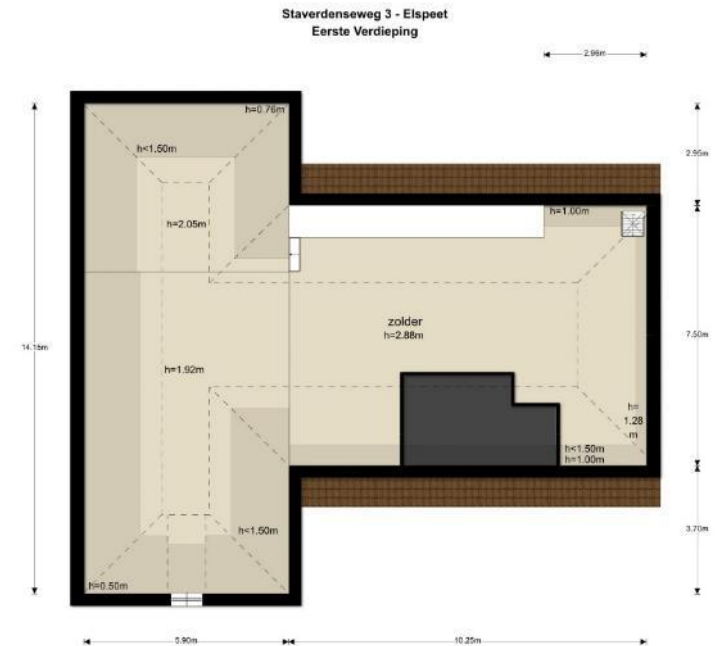 Staverdenseweg 3 - Elspeet
Eerste Verdieping
2.96m
h=0.76m
h<1.50m
2.95m
h=1.00m
h=2.05m
zolder
h=2.88m
14.15m
7.50m
h=1.92m
h=
1.28
m
h<1.50m
h=1.00m
h<1.50m
3.70m
h=0.50m
5.90m
10.25m